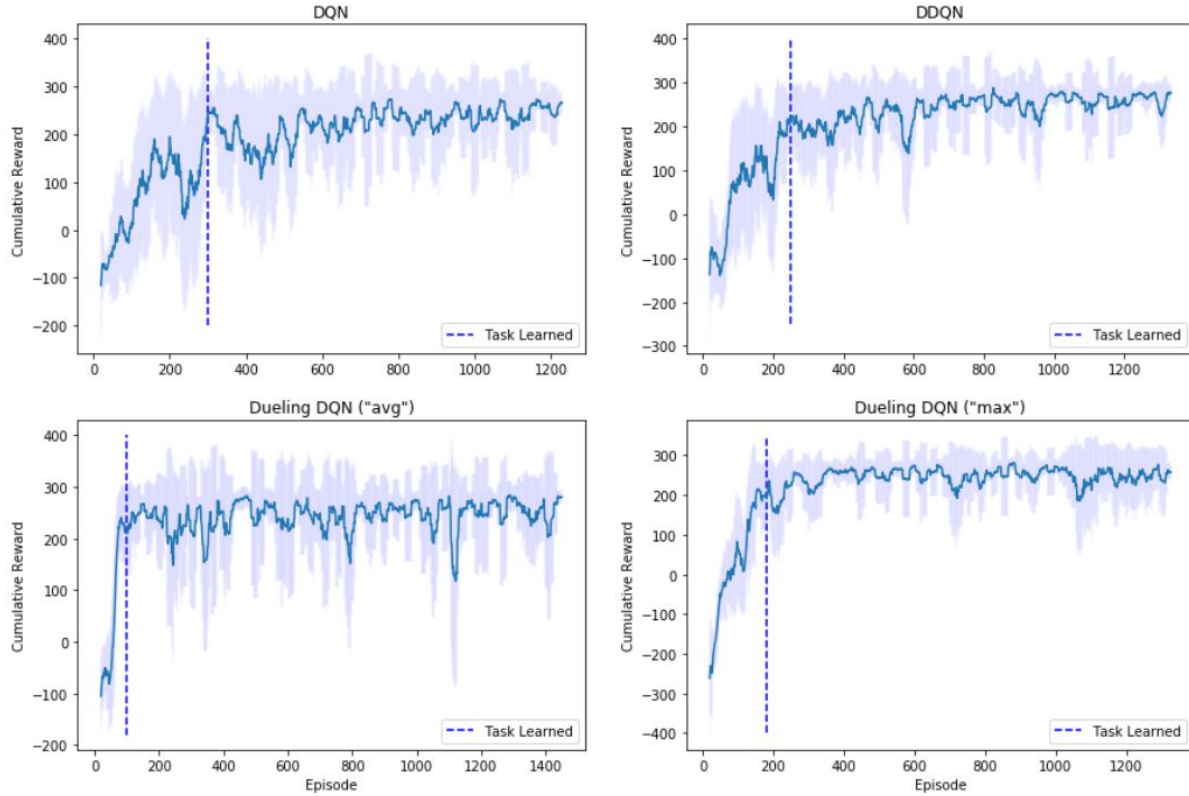 DQN
400
300
200
100
0
−100
−200
Cumulative Reward
0 200 400 600 800 1000 1200
Task Learned
DDQN
400
300
200
100
0
−100
−200
−300
Cumulative Reward
0 200 400 600 800 1000 1200
Task Learned
Dueling DQN ("avg")
400
300
200
100
0
−100
−200
Cumulative Reward
0 200 400 600 800 1000 1200 1400
Episode
Task Learned
Dueling DQN ("max")
300
200
100
0
−100
−200
−300
−400
Cumulative Reward
0 200 400 600 800 1000 1200
Episode
Task Learned